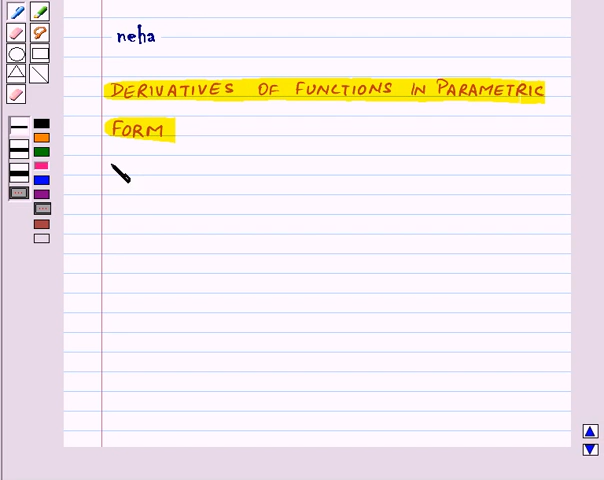 neha
DERIVATIVES OF FUNCTIONS IN PARAMETRIC
FORM